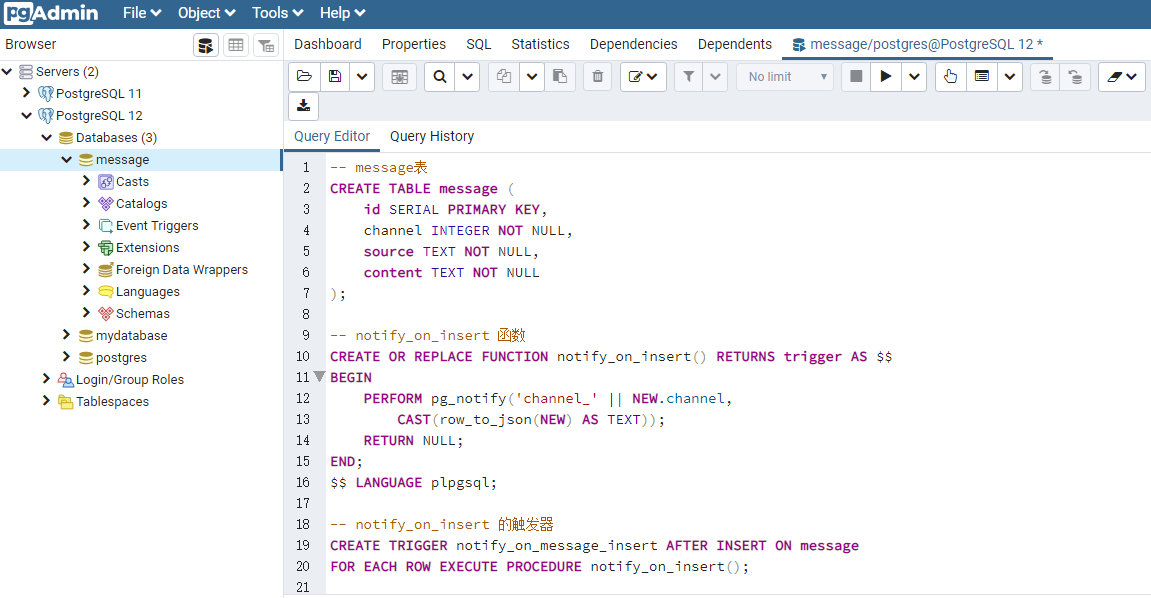 pgAdmin File Object Tools Help
Browser
Dashboard Properties SQL Statistics Dependencies Dependents message/postgres@PostgreSQL 12 *
Servers (2)
PostgreSQL 11
PostgreSQL 12
Databases (3)
message
Casts
Catalogs
Event Triggers
Extensions
Foreign Data Wrappers
Languages
Schemas
mydatabase
postgres
Login/Group Roles
Tablespaces
No limit
Query Editor Query History
1 -- message表
2 CREATE TABLE message (
3     id SERIAL PRIMARY KEY,
4     channel INTEGER NOT NULL,
5     source TEXT NOT NULL,
6     content TEXT NOT NULL
7 );
8
9 -- notify_on_insert 函数
10 CREATE OR REPLACE FUNCTION notify_on_insert() RETURNS trigger AS $$
11 BEGIN
12     PERFORM pg_notify('channel_' || NEW.channel,
13         CAST(row_to_json(NEW) AS TEXT));
14     RETURN NULL;
15 END;
16 $$ LANGUAGE plpgsql;
17
18 -- notify_on_insert 的触发器
19 CREATE TRIGGER notify_on_message_insert AFTER INSERT ON message
20 FOR EACH ROW EXECUTE PROCEDURE notify_on_insert();
21